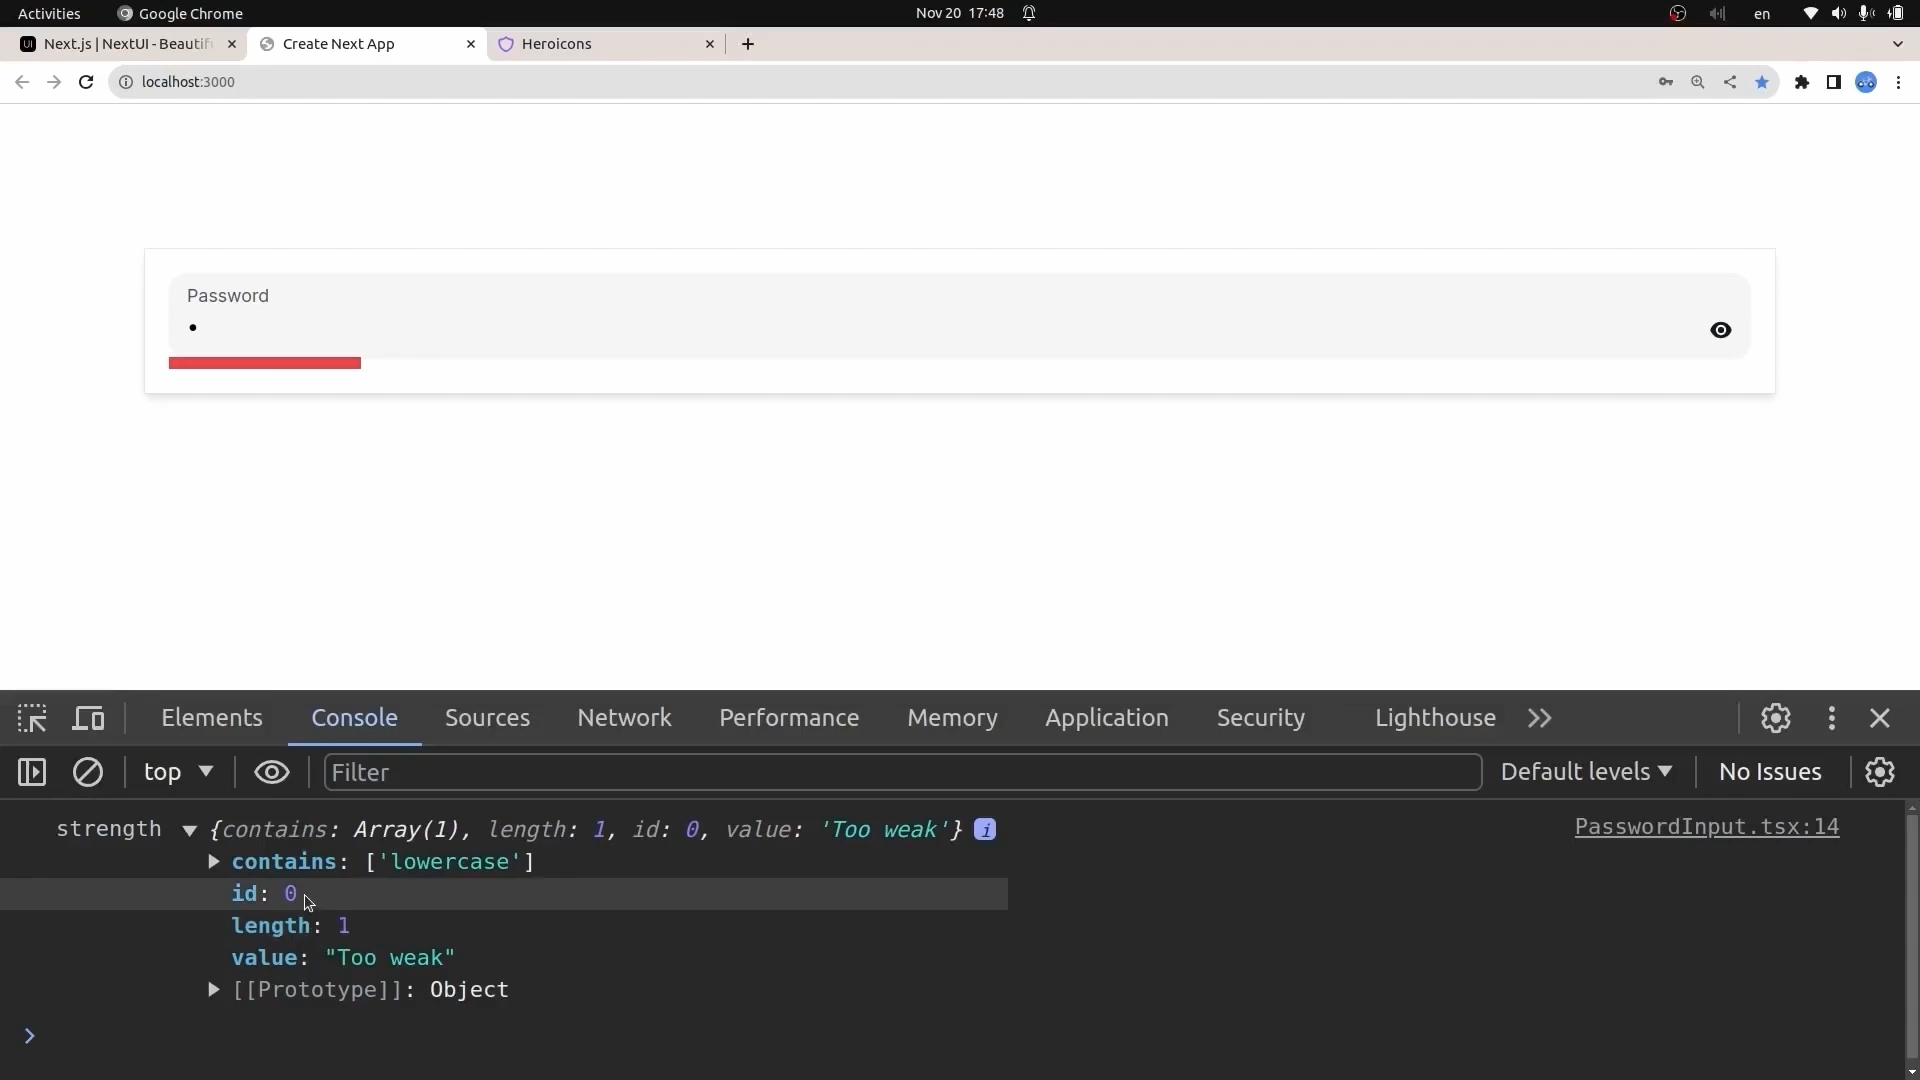 Activities Google Chrome Nov 20 17:48 en
Next.js | NextUI - Beautif Create Next App Heroicons
localhost:3000
Password
•
Elements Console Sources Network Performance Memory Application Security Lighthouse
top Filter Default levels No Issues
strength {contains: Array(1), length: 1, id: 0, value: 'Too weak'} i PasswordInput.tsx:14
contains: ['lowercase']
id: 0
length: 1
value: "Too weak"
[[Prototype]]: Object